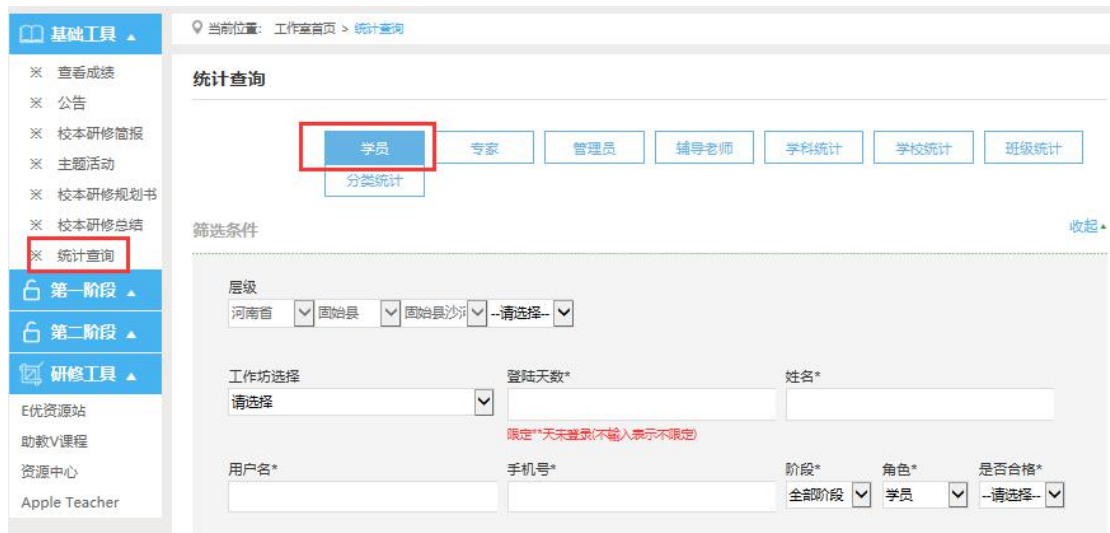 基础工具
查看成绩
公告
校本研修简报
主题活动
校本研修规划书
校本研修总结
统计查询
第一阶段
第二阶段
研修工具
E优资源站
助教V课程
资源中心
Apple Teacher
当前位置： 工作室首页 > 统计查询
统计查询
学员 专家 管理员 辅导老师 学科统计 学校统计 班级统计
分类统计
筛选条件 收起
层级
河南省 固始县 固始县沙河 --请选择--
工作坊选择 登陆天数* 姓名*
请选择
限定**天未登录(不输入表示不限定)
用户名* 手机号* 阶段* 角色* 是否合格*
全部阶段 学员 --请选择--